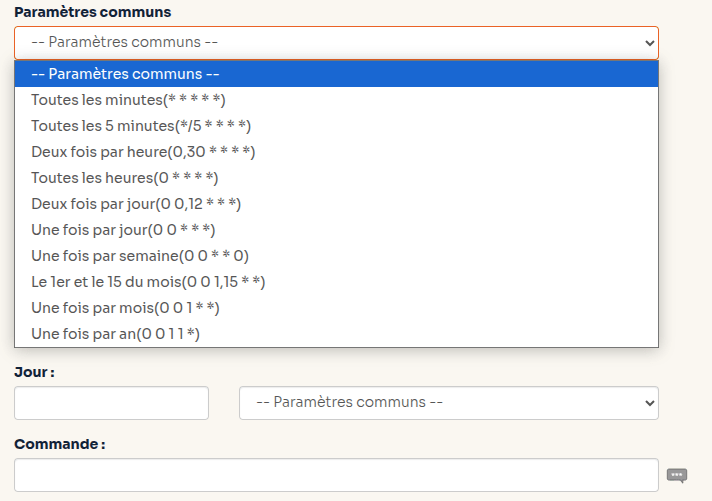 Paramètres communs
-- Paramètres communs --
-- Paramètres communs --
Toutes les minutes(* * * * *)
Toutes les 5 minutes(*/5 * * * *)
Deux fois par heure(0,30 * * * *)
Toutes les heures(0 * * * *)
Deux fois par jour(0 0,12 * * *)
Une fois par jour(0 0 * * *)
Une fois par semaine(0 0 * * 0)
Le 1er et le 15 du mois(0 0 1,15 * *)
Une fois par mois(0 0 1 * *)
Une fois par an(0 0 1 1 *)
Jour :
-- Paramètres communs --
Commande :